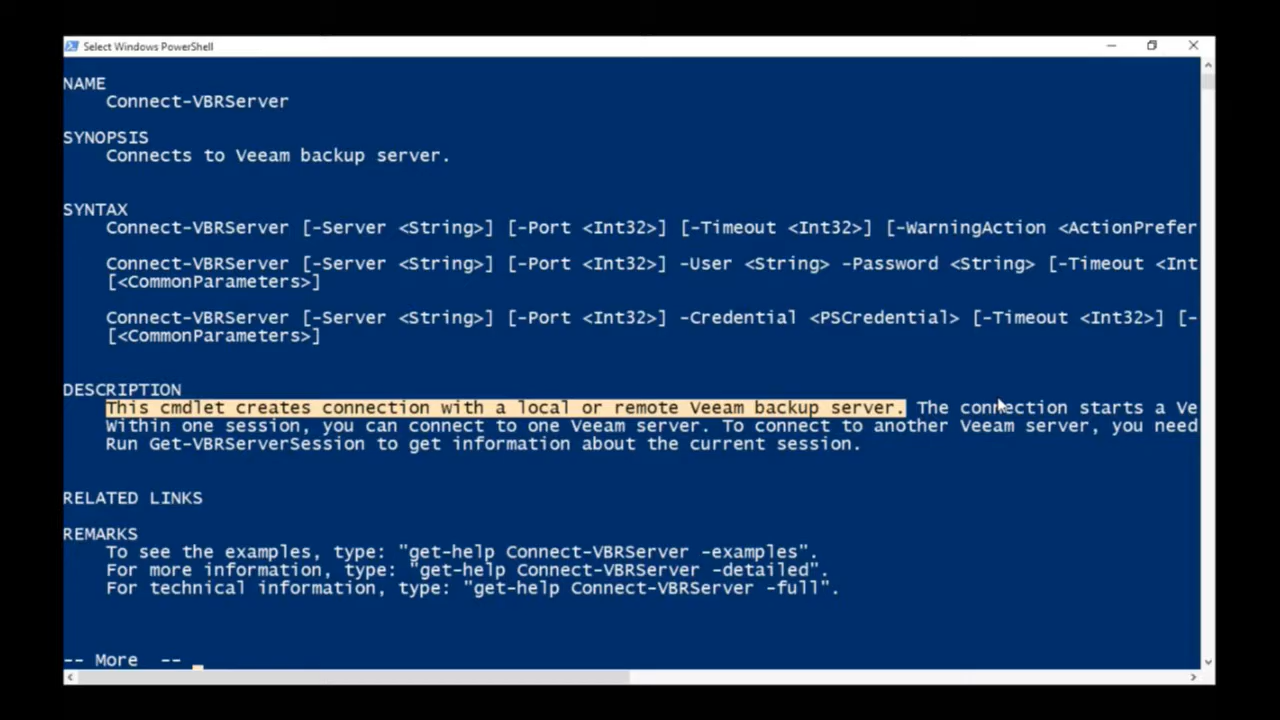 Select Windows PowerShell
NAME
Connect-VBRServer
SYNOPSIS
Connects to Veeam backup server.
SYNTAX
Connect-VBRServer [-Server <String>] [-Port <Int32>] [-Timeout <Int32>] [-WarningAction <ActionPrefer
Connect-VBRServer [-Server <String>] [-Port <Int32>] -User <String> -Password <String> [-Timeout <Int
[<CommonParameters>]
Connect-VBRServer [-Server <String>] [-Port <Int32>] -Credential <PSCredential> [-Timeout <Int32>] [-
[<CommonParameters>]
DESCRIPTION
This cmdlet creates connection with a local or remote Veeam backup server. The connection starts a Ve
Within one session, you can connect to one Veeam server. To connect to another Veeam server, you need
Run Get-VBRServerSession to get information about the current session.
RELATED LINKS
REMARKS
To see the examples, type: "get-help Connect-VBRServer -examples".
For more information, type: "get-help Connect-VBRServer -detailed".
For technical information, type: "get-help Connect-VBRServer -full".
-- More --